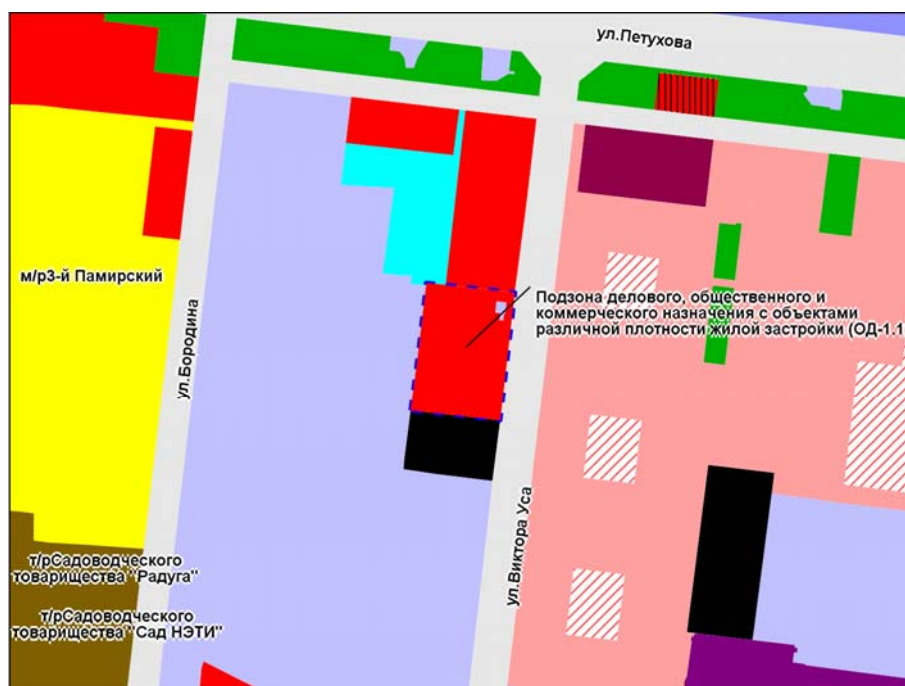 ул.Петухова
м/р3-й Памирский
Подзона делового, общественного и
коммерческого назначения с объектами
различной плотности жилой застройки (ОД-1.1
ул.Бородина
ул.Виктора Уса
т/рСадоводческого
товарищества "Радуга"
т/рСадоводческого
товарищества "Сад НЭТИ"